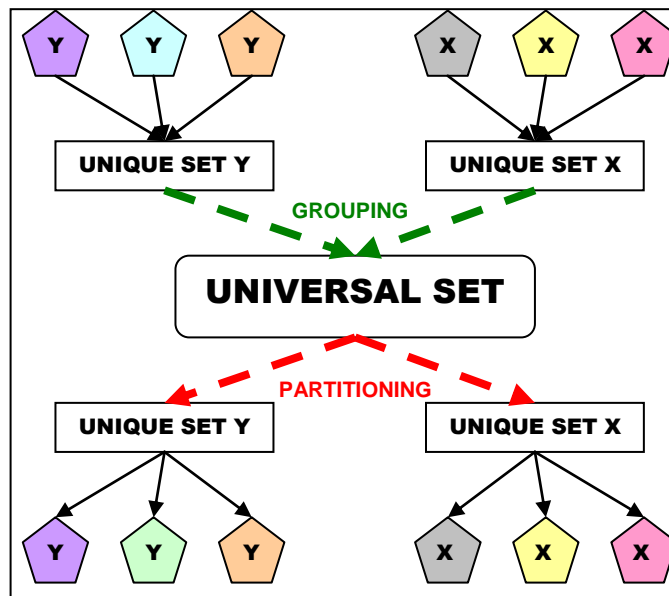 Y Y Y X X X
UNIQUE SET Y UNIQUE SET X
GROUPING
UNIVERSAL SET
PARTITIONING
UNIQUE SET Y UNIQUE SET X
Y Y Y X X X